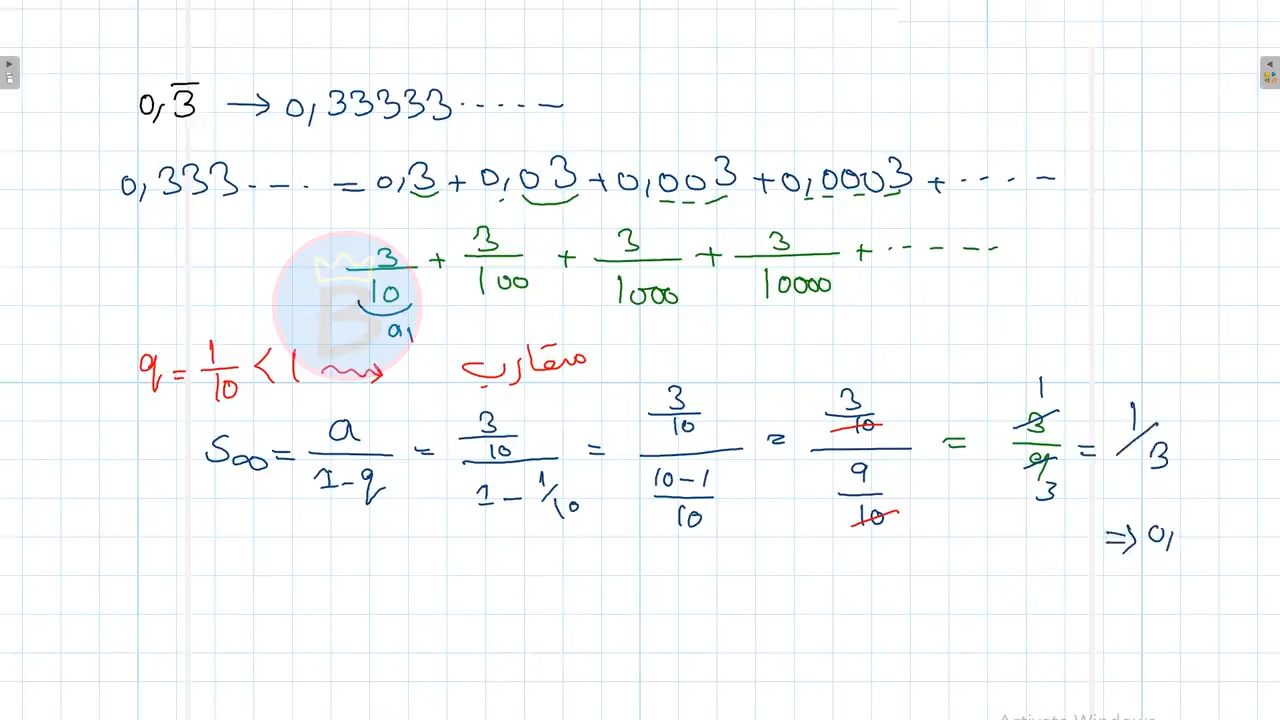 0,3̅ → 0,33333.....–
0,333..... = 0,3 + 0,03 + 0,003 + 0,0003 + .....
3/10 + 3/100 + 3/1000 + 3/10000 + .....
a₁
q = 1/10 < 1 ⇝ متقارب
S∞ = a/(1-q) = (3/10)/(1 - 1/10) = (3/10)/((10-1)/10) = (3/10)/(9/10) = 3/9 = 1/3
⇒ 0,